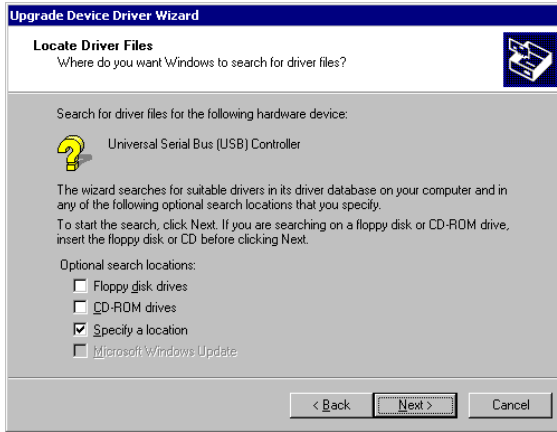 Upgrade Device Driver Wizard
Locate Driver Files
Where do you want Windows to search for driver files?
Search for driver files for the following hardware device:
Universal Serial Bus (USB) Controller
The wizard searches for suitable drivers in its driver database on your computer and in
any of the following optional search locations that you specify.
To start the search, click Next. If you are searching on a floppy disk or CD-ROM drive,
insert the floppy disk or CD before clicking Next.
Optional search locations:
Floppy disk drives
CD-ROM drives
Specify a location
Microsoft Windows Update
< Back Next > Cancel